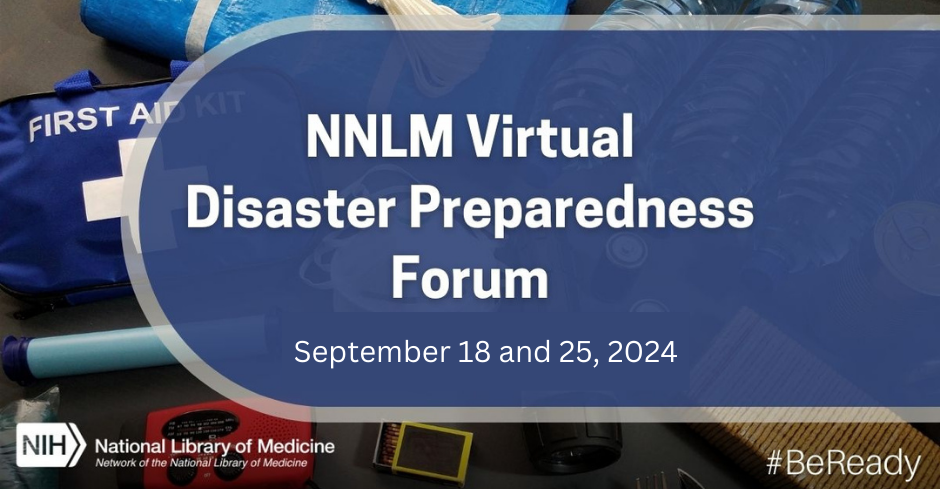 FIRST AID KIT
NNLM Virtual
Disaster Preparedness
Forum
September 18 and 25, 2024
NIH
National Library of Medicine
Network of the National Library of Medicine
#BeReady